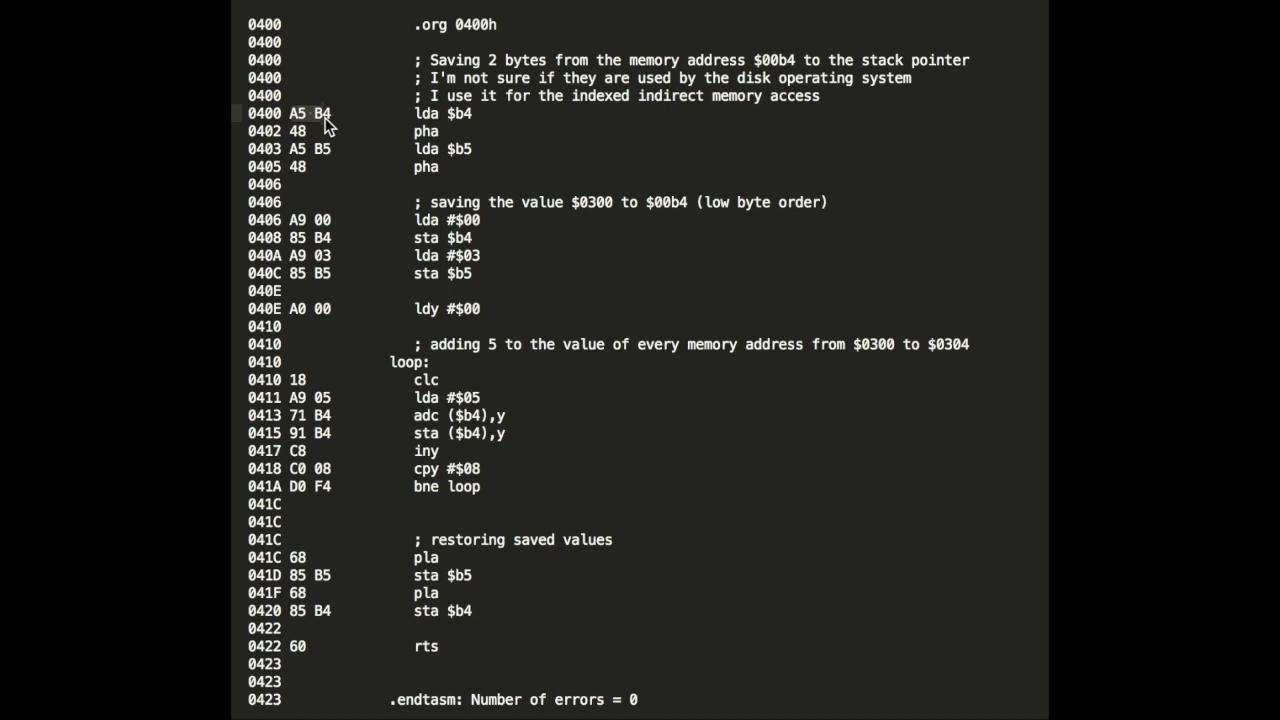 0400 .org 0400h
0400
0400 ; Saving 2 bytes from the memory address $00b4 to the stack pointer
0400 ; I'm not sure if they are used by the disk operating system
0400 ; I use it for the indexed indirect memory access
0400 A5 B4 lda $b4
0402 48 pha
0403 A5 B5 lda $b5
0405 48 pha
0406
0406 ; saving the value $0300 to $00b4 (low byte order)
0406 A9 00 lda #$00
0408 85 B4 sta $b4
040A A9 03 lda #$03
040C 85 B5 sta $b5
040E
040E A0 00 ldy #$00
0410
0410 ; adding 5 to the value of every memory address from $0300 to $0304
0410 loop:
0410 18 clc
0411 A9 05 lda #$05
0413 71 B4 adc ($b4),y
0415 91 B4 sta ($b4),y
0417 C8 iny
0418 C0 08 cpy #$08
041A D0 F4 bne loop
041C
041C
041C ; restoring saved values
041C 68 pla
041D 85 B5 sta $b5
041F 68 pla
0420 85 B4 sta $b4
0422
0422 60 rts
0423
0423
0423 .endtasm: Number of errors = 0